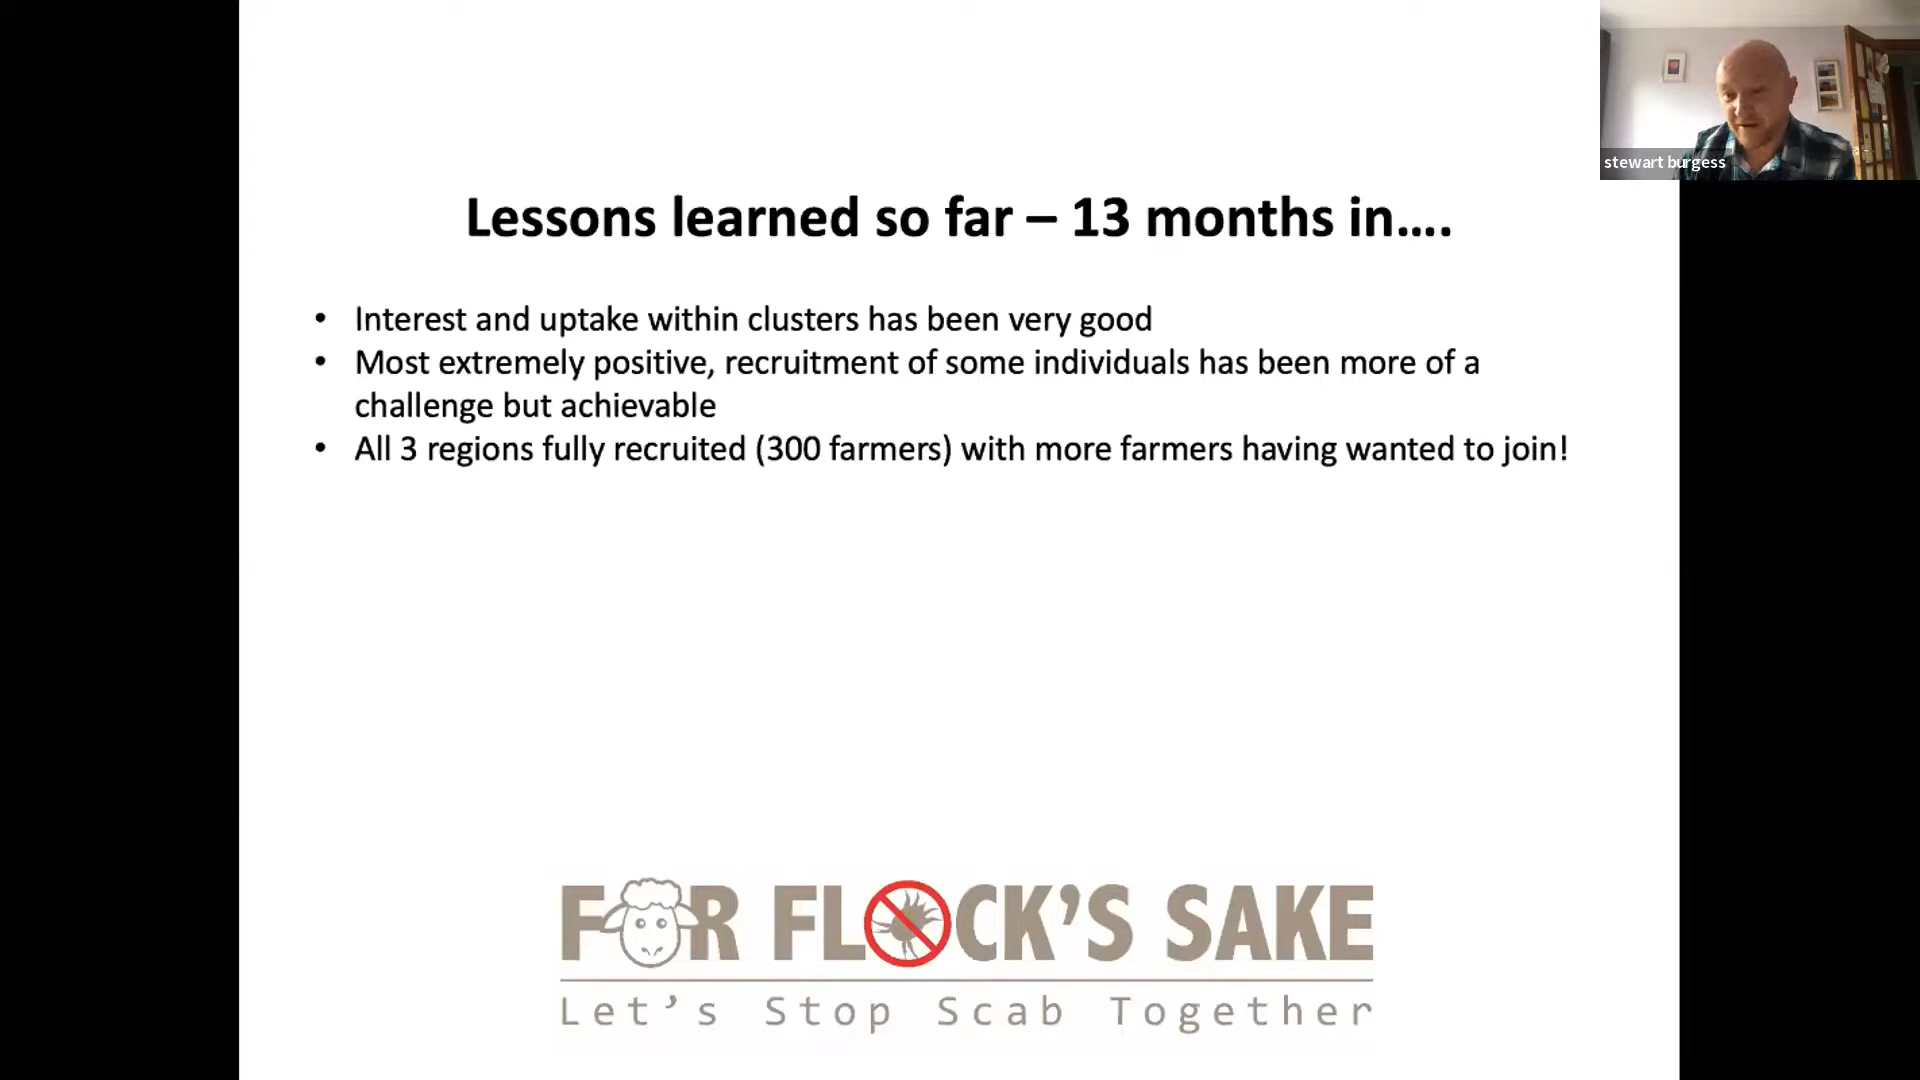 stewart burgess
Lessons learned so far – 13 months in….
• Interest and uptake within clusters has been very good
• Most extremely positive, recruitment of some individuals has been more of a
challenge but achievable
• All 3 regions fully recruited (300 farmers) with more farmers having wanted to join!
FOR FLOCK’S SAKE
Let’s Stop Scab Together